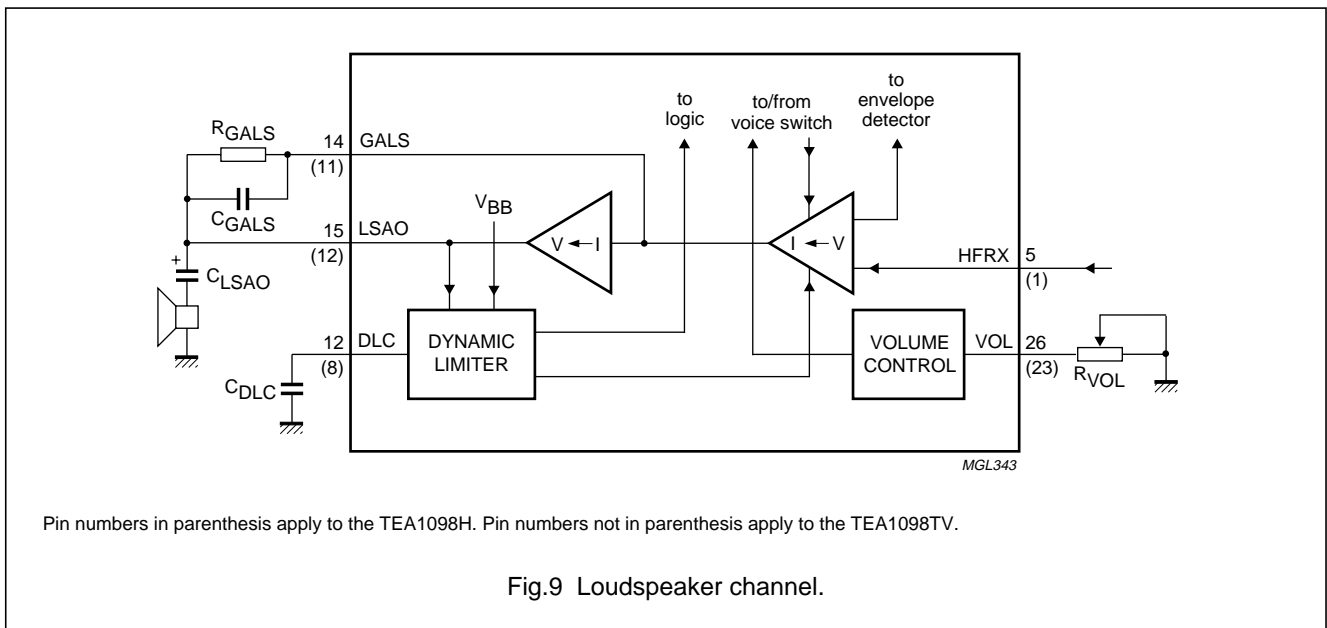 to
logic
to/from
voice switch
to
envelope
detector
RGALS
14 GALS
(11)
CGALS
VBB
V ← I
I ← V
15 LSAO
(12)
+
CLSAO
HFRX 5
(1)
12 DLC
(8)
DYNAMIC
LIMITER
VOLUME
CONTROL
VOL 26
(23)
RVOL
CDLC
MGL343
Pin numbers in parenthesis apply to the TEA1098H. Pin numbers not in parenthesis apply to the TEA1098TV.
Fig.9 Loudspeaker channel.